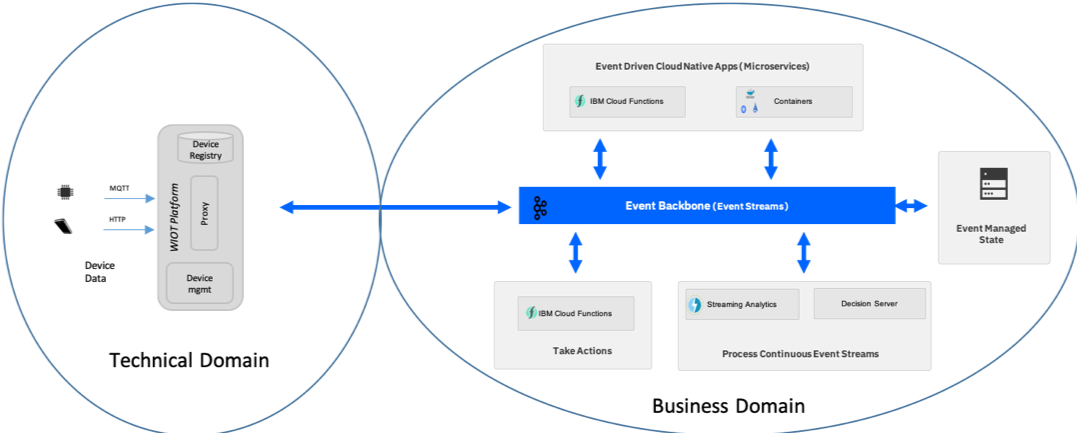 Device
Registry
WIOT Platform
Proxy
Device
mgmt
MQTT
HTTP
Device
Data
Technical Domain
Event Driven Cloud Native Apps (Microservices)
IBM Cloud Functions
Containers
Event Backbone (Event Streams)
Event Managed
State
IBM Cloud Functions
Take Actions
Streaming Analytics
Decision Server
Process Continuous Event Streams
Business Domain